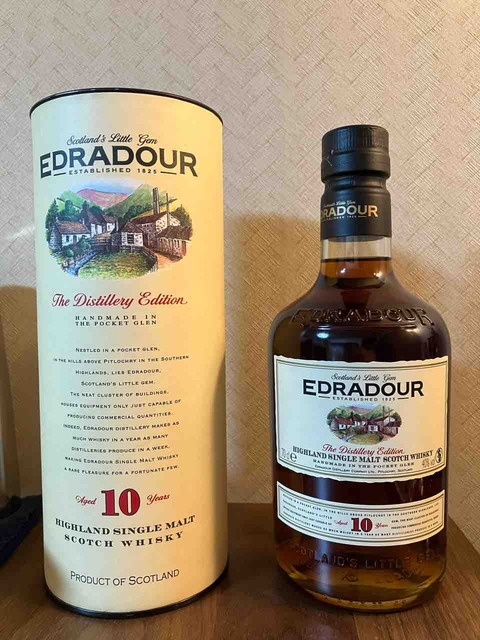 Scotland's Little Gem
EDRADOUR
ESTABLISHED 1825
The Distillery Edition
HANDMADE IN
THE POCKET GLEN
NESTLED IN A POCKET GLEN,
IN THE HILLS ABOVE PITLOCHRY IN THE SOUTHERN
HIGHLANDS, LIES EDRADOUR,
SCOTLAND'S LITTLE GEM.
THE NEAT CLUSTER OF BUILDINGS,
HOUSES EQUIPMENT ONLY JUST CAPABLE OF
PRODUCING COMMERCIAL QUANTITIES.
INDEED, EDRADOUR DISTILLERY MAKES AS
MUCH WHISKY IN A YEAR AS MANY
DISTILLERIES PRODUCE IN A WEEK,
MAKING EDRADOUR SINGLE MALT WHISKY
A RARE PLEASURE FOR A FORTUNATE FEW.
Aged 10 Years
HIGHLAND SINGLE MALT
SCOTCH WHISKY
PRODUCT OF SCOTLAND
EDRADOUR
EDRADOUR
Scotland's Little Gem
EDRADOUR
ESTABLISHED 1825
The Distillery Edition
HIGHLAND SINGLE MALT SCOTCH WHISKY
HANDMADE IN THE POCKET GLEN
Aged 10 Years
SCOTLAND'S LITTLE